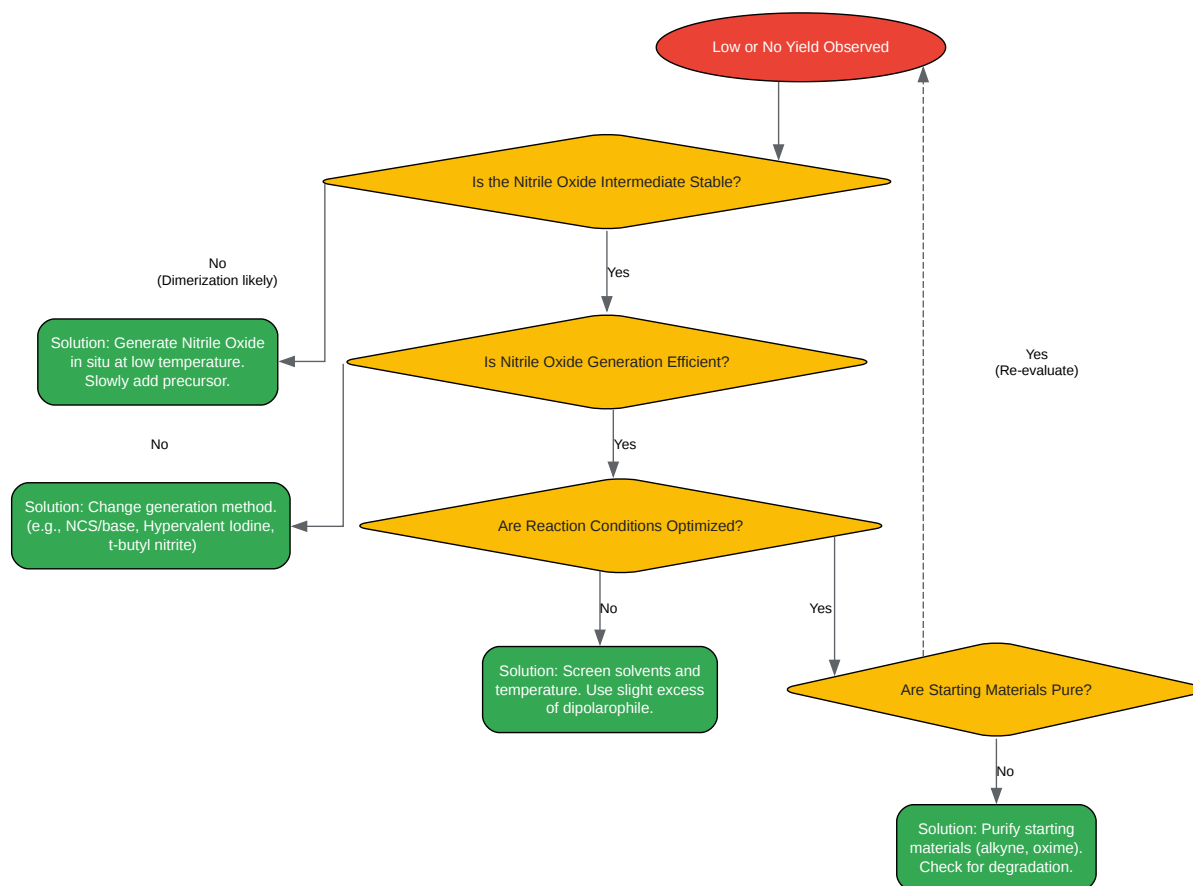 Low or No Yield Observed
Is the Nitrile Oxide Intermediate Stable?
No
(Dimerization likely)
Yes
Solution: Generate Nitrile Oxide
in situ at low temperature.
Slowly add precursor.
Is Nitrile Oxide Generation Efficient?
Yes
(Re-evaluate)
No
Yes
Solution: Change generation method.
(e.g., NCS/base, Hypervalent Iodine,
t-butyl nitrite)
Are Reaction Conditions Optimized?
No
Yes
Solution: Screen solvents and
temperature. Use slight excess
of dipolarophile.
Are Starting Materials Pure?
No
Solution: Purify starting
materials (alkyne, oxime).
Check for degradation.